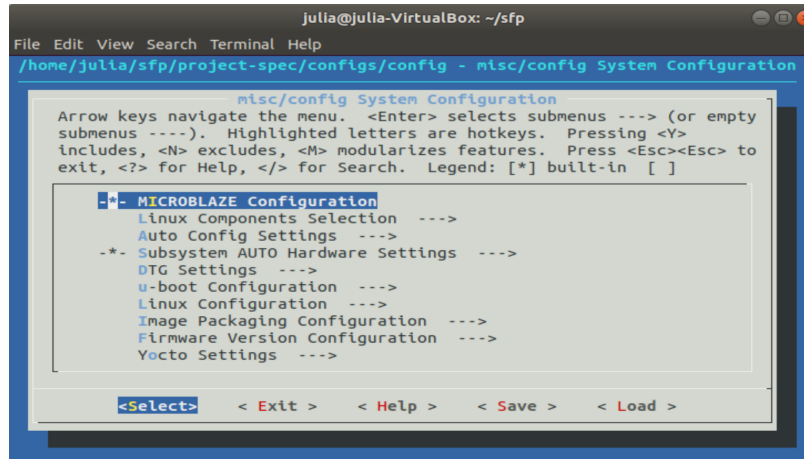 julia@julia-VirtualBox: ~/sfp
File Edit View Search Terminal Help
/home/julia/sfp/project-spec/configs/config - misc/config System Configuration
misc/config System Configuration
Arrow keys navigate the menu.  <Enter> selects submenus ---> (or empty
submenus ----).  Highlighted letters are hotkeys.  Pressing <Y>
includes, <N> excludes, <M> modularizes features.  Press <Esc><Esc> to
exit, <?> for Help, </> for Search.  Legend: [*] built-in  [ ]
-*- MICROBLAZE Configuration
Linux Components Selection  --->
Auto Config Settings  --->
-*- Subsystem AUTO Hardware Settings  --->
DTG Settings  --->
u-boot Configuration  --->
Linux Configuration  --->
Image Packaging Configuration  --->
Firmware Version Configuration  --->
Yocto Settings  --->
<Select>    < Exit >    < Help >    < Save >    < Load >